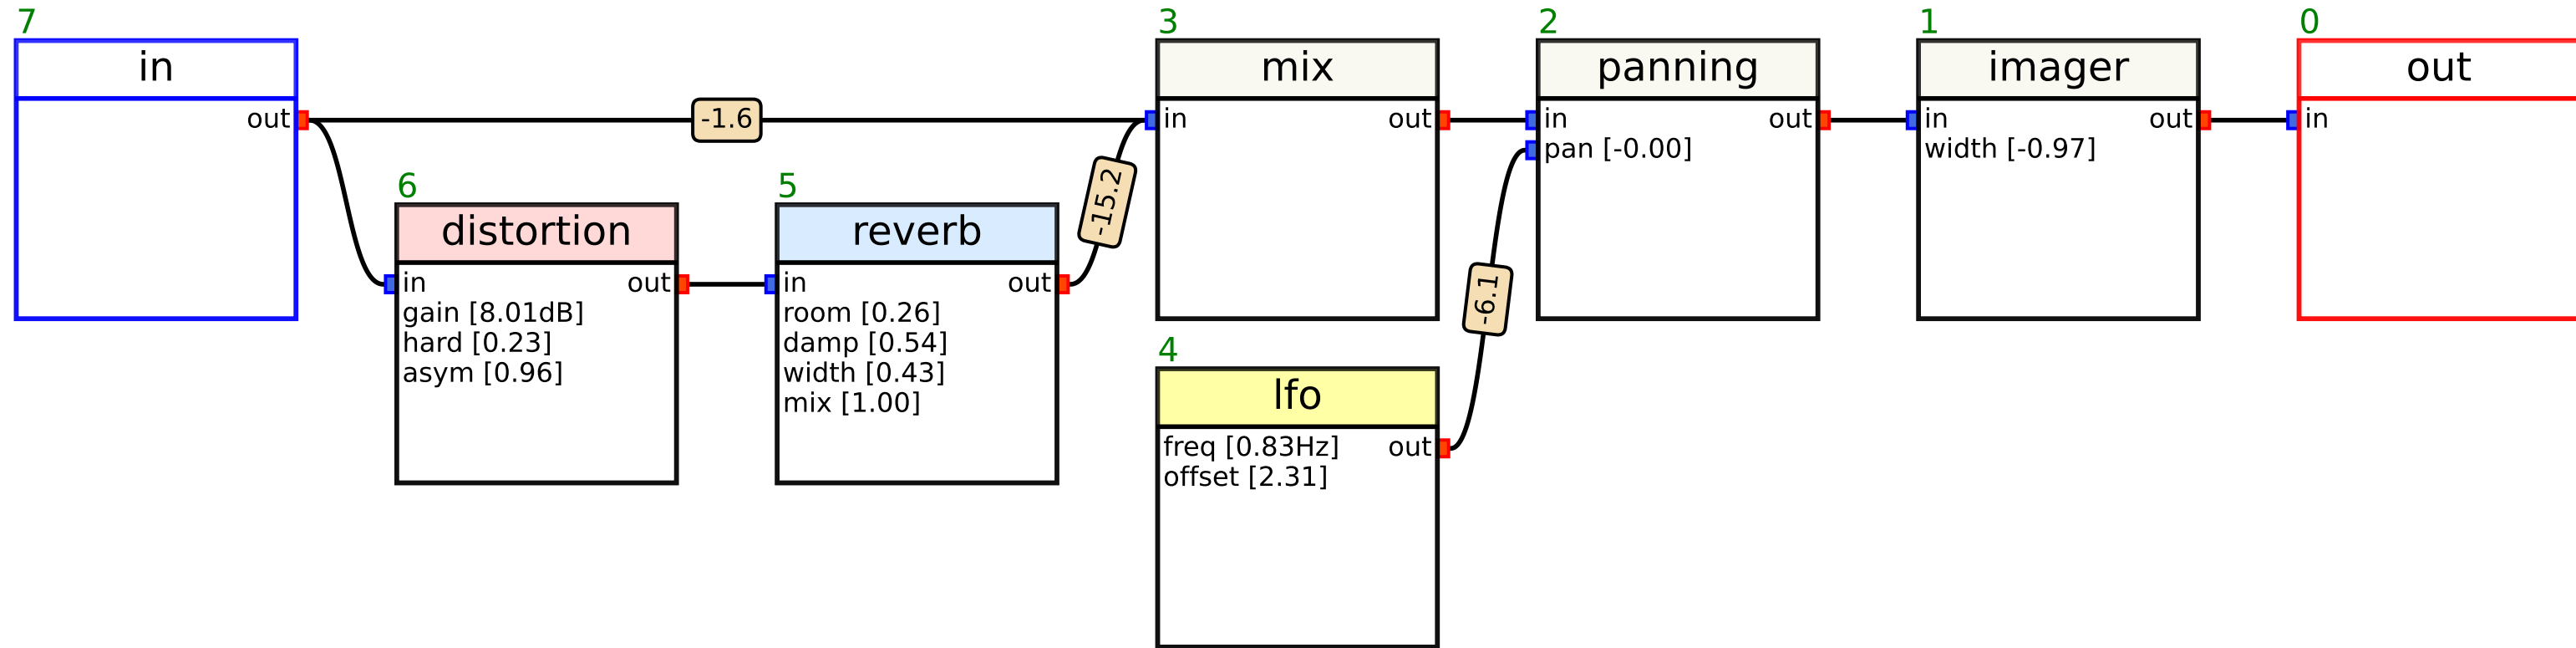 7
in
out
-1.6
6
distortion
in out
gain [8.01dB]
hard [0.23]
asym [0.96]
5
reverb
in out
room [0.26]
damp [0.54]
width [0.43]
mix [1.00]
-15.2
3
mix
in out
4
lfo
freq [0.83Hz] out
offset [2.31]
-6.1
2
panning
in out
pan [-0.00]
1
imager
in out
width [-0.97]
0
out
in